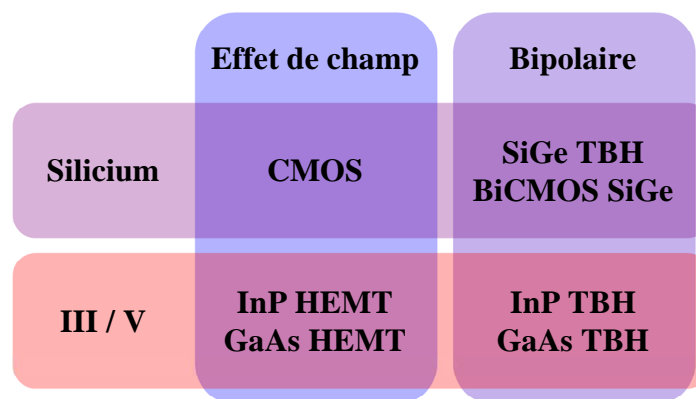 Effet de champ
Bipolaire
Silicium
CMOS
SiGe TBH
BiCMOS SiGe
III / V
InP HEMT
GaAs HEMT
InP TBH
GaAs TBH